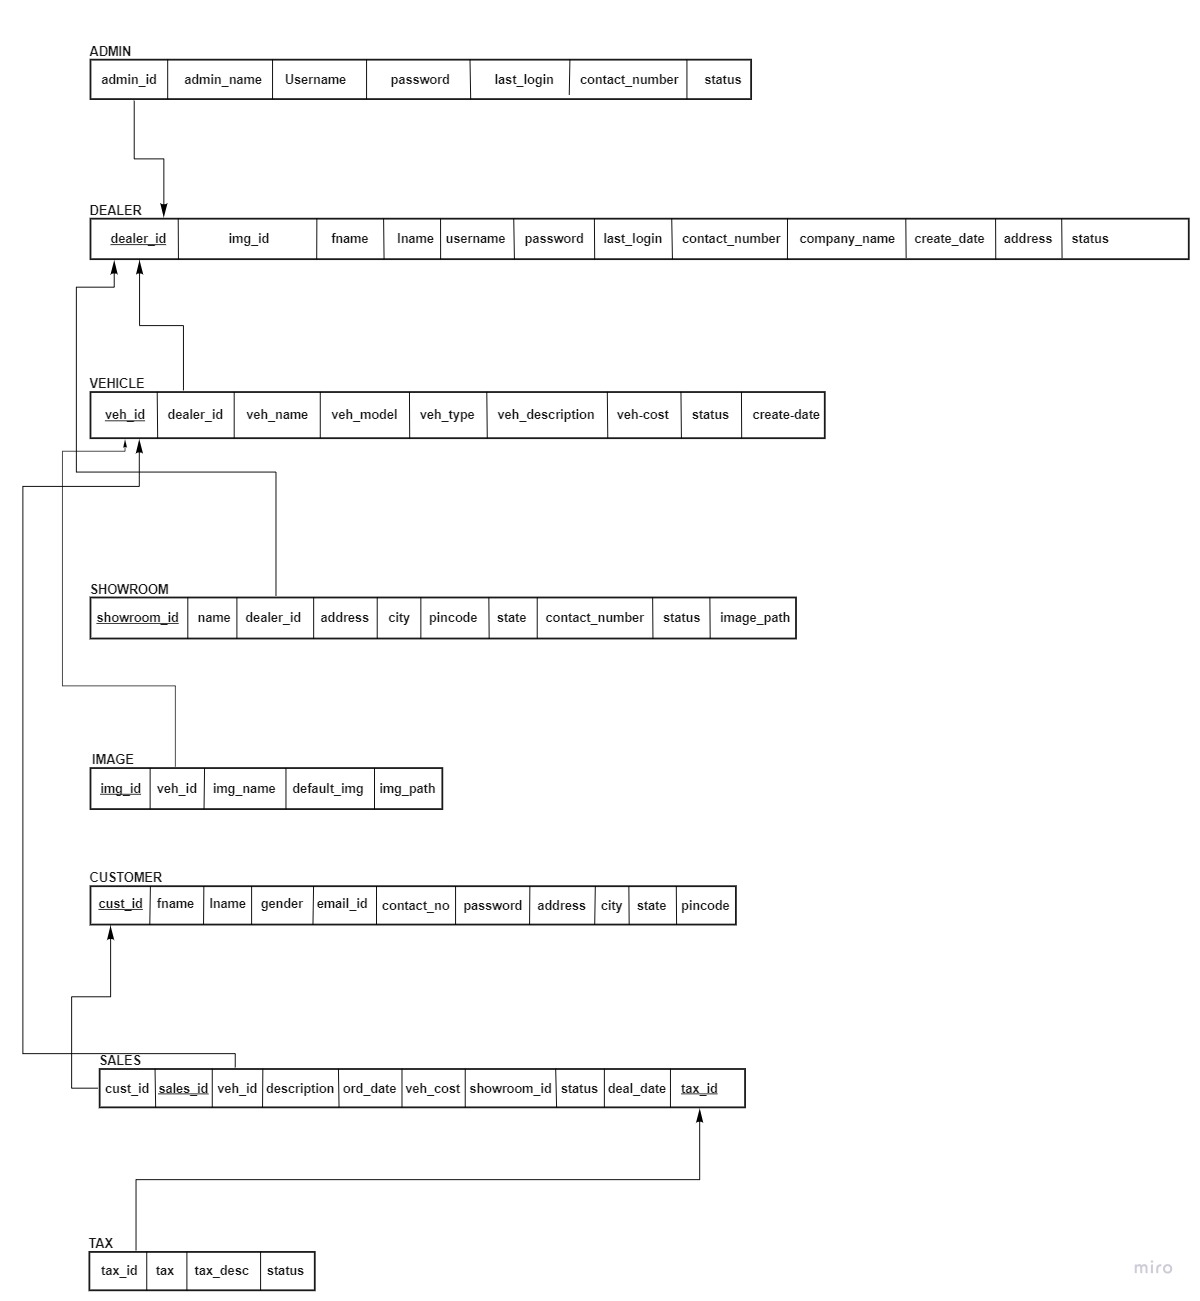 ADMIN
admin_id admin_name Username password last_login contact_number status
DEALER
dealer_id img_id fname lname username password last_login contact_number company_name create_date address status
VEHICLE
veh_id dealer_id veh_name veh_model veh_type veh_description veh-cost status create-date
SHOWROOM
showroom_id name dealer_id address city pincode state contact_number status image_path
IMAGE
img_id veh_id img_name default_img img_path
CUSTOMER
cust_id fname lname gender email_id contact_no password address city state pincode
SALES
cust_id sales_id veh_id description ord_date veh_cost showroom_id status deal_date tax_id
TAX
tax_id tax tax_desc status
miro